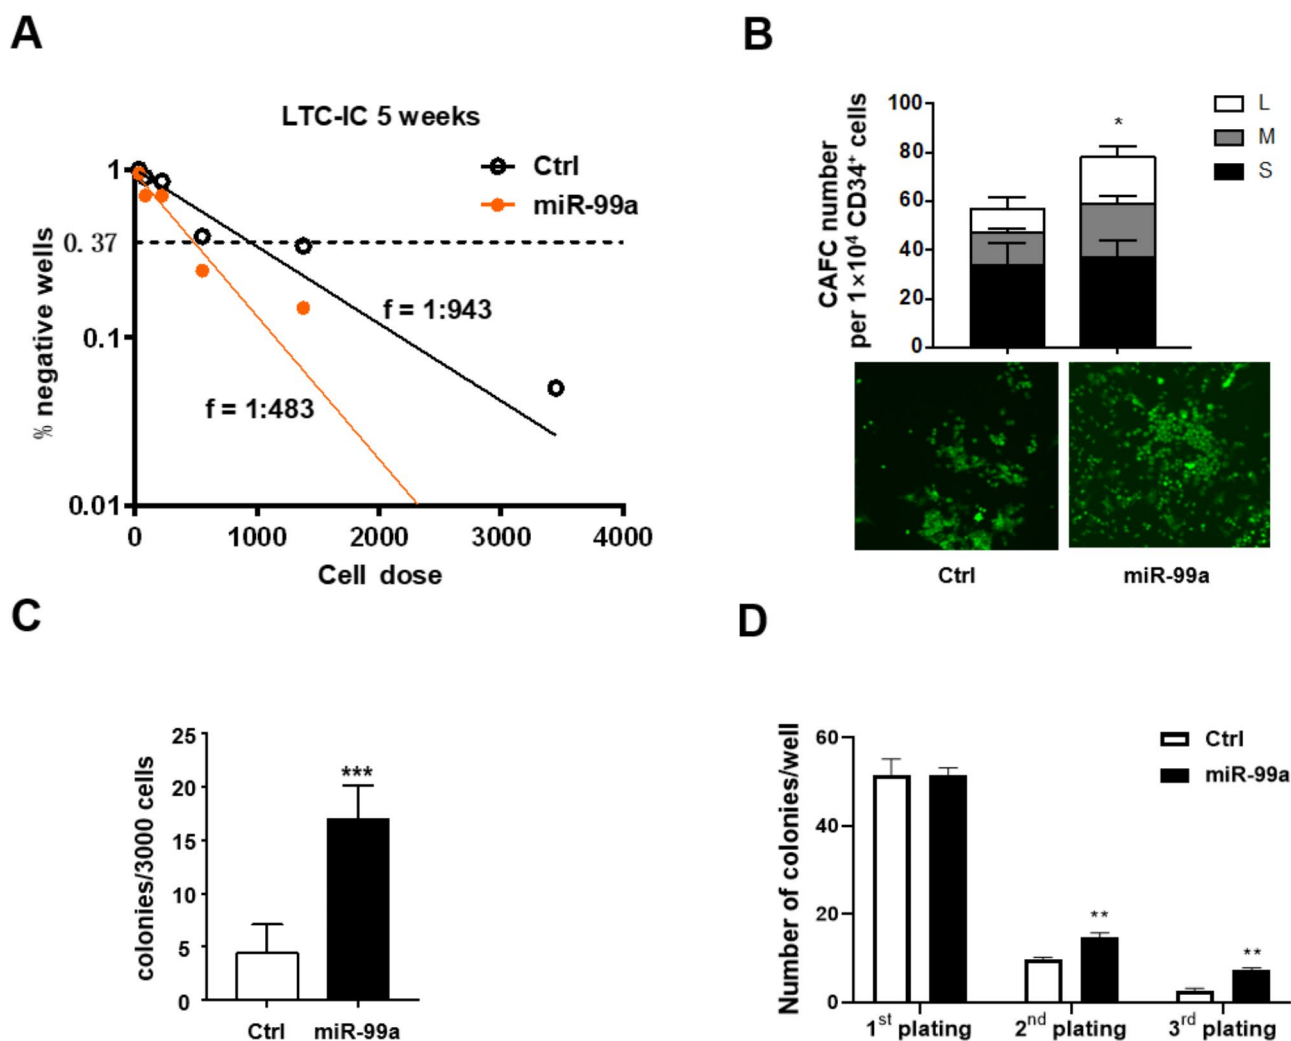 A
LTC-IC 5 weeks
Ctrl
miR-99a
% negative wells
1
0.37
0.1
0.01
f = 1:943
f = 1:483
0 1000 2000 3000 4000
Cell dose
B
CAFC number
per 1×10⁴ CD34⁺ cells
100
80
60
40
20
0
*
L
M
S
Ctrl miR-99a
C
colonies/3000 cells
25
20
15
10
5
0
***
Ctrl miR-99a
D
Number of colonies/well
60
40
20
0
Ctrl
miR-99a
**
**
1st plating 2nd plating 3rd plating